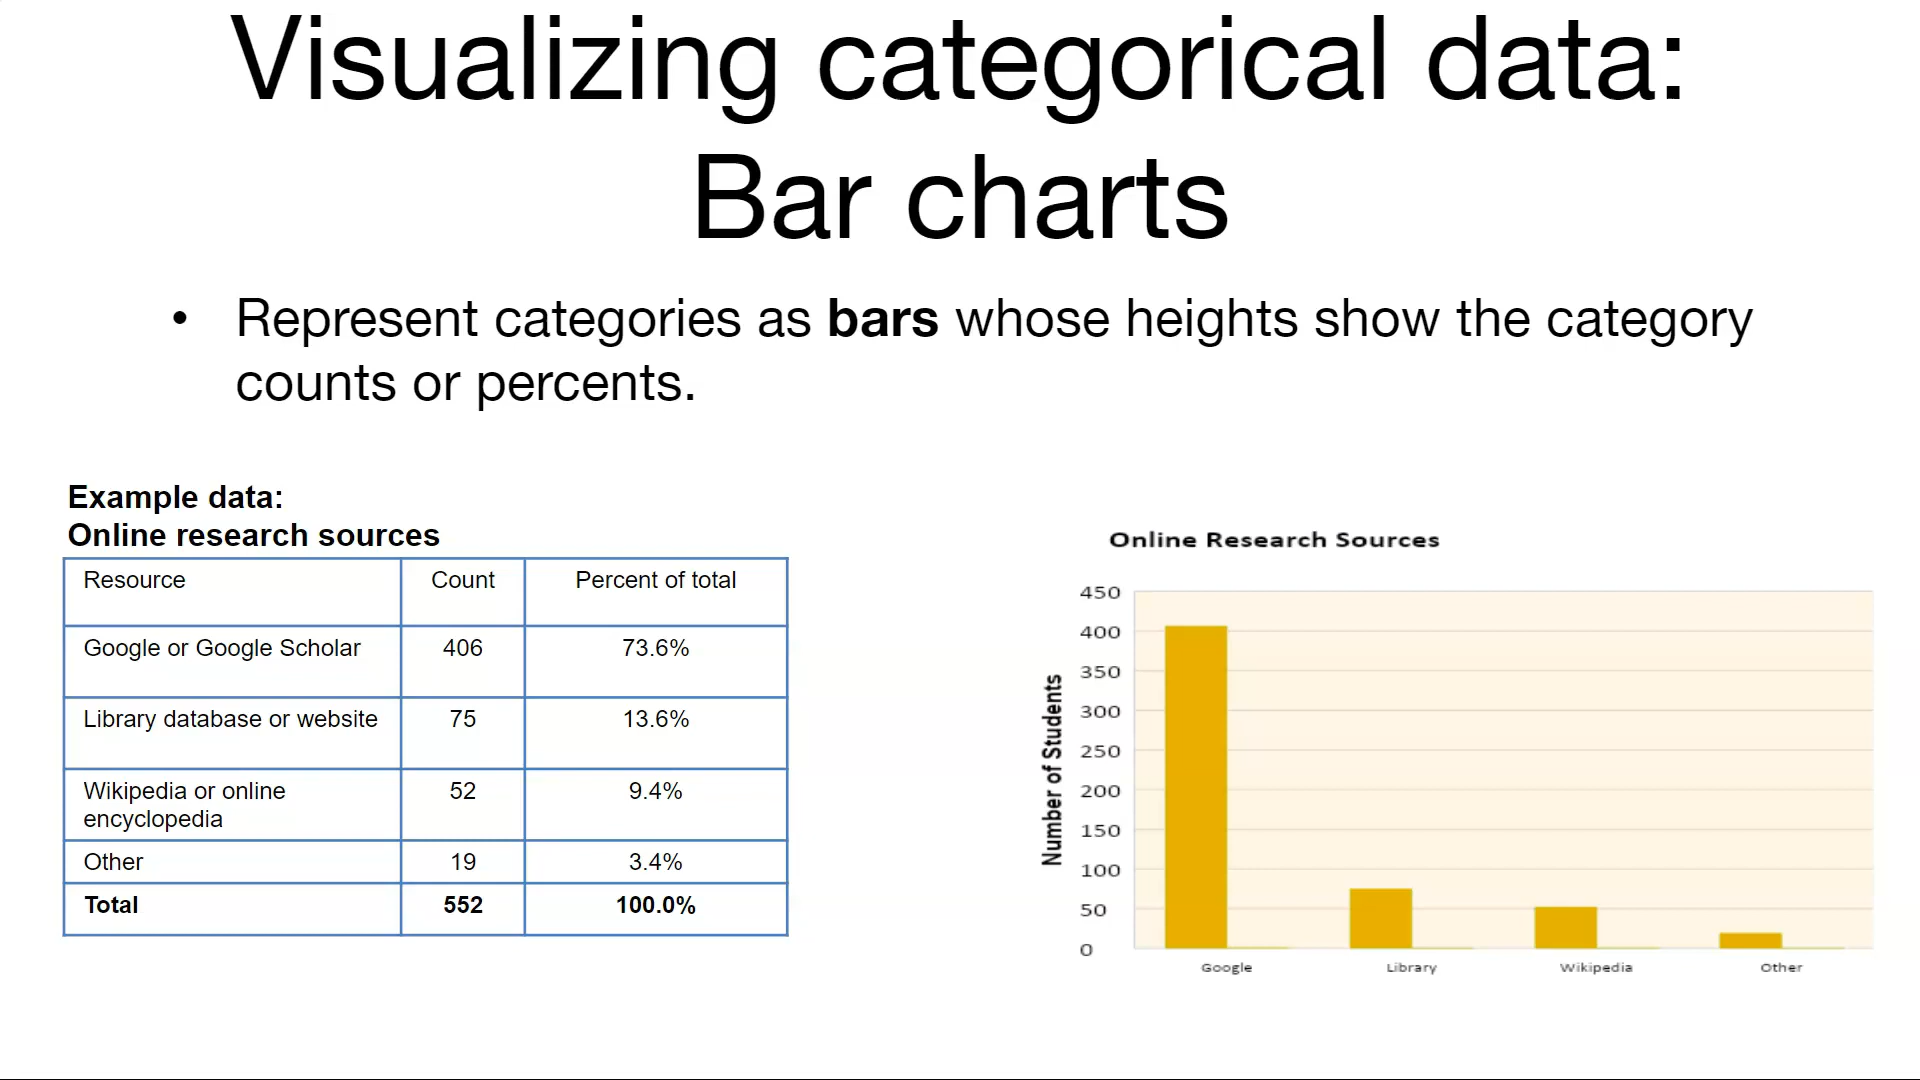 Visualizing categorical data:
Bar charts
• Represent categories as bars whose heights show the category
counts or percents.
Example data:
Online research sources
Resource Count Percent of total
Google or Google Scholar 406 73.6%
Library database or website 75 13.6%
Wikipedia or online 52 9.4%
encyclopedia
Other 19 3.4%
Total 552 100.0%
Online Research Sources
Number of Students
450
400
350
300
250
200
150
100
50
0
Google Library Wikipedia Other